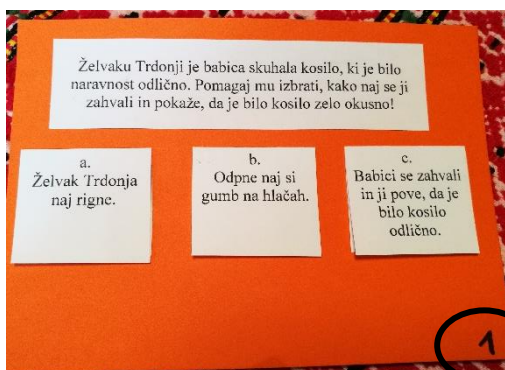 Želvaku Trdonji je babica skuhala kosilo, ki je bilo
naravnost odlično. Pomagaj mu izbrati, kako naj se ji
zahvali in pokaže, da je bilo kosilo zelo okusno!
a.
Želvak Trdonja
naj rigne.
b.
Odpne naj si
gumb na hlačah.
c.
Babici se zahvali
in ji pove, da je
bilo kosilo
odlično.
1